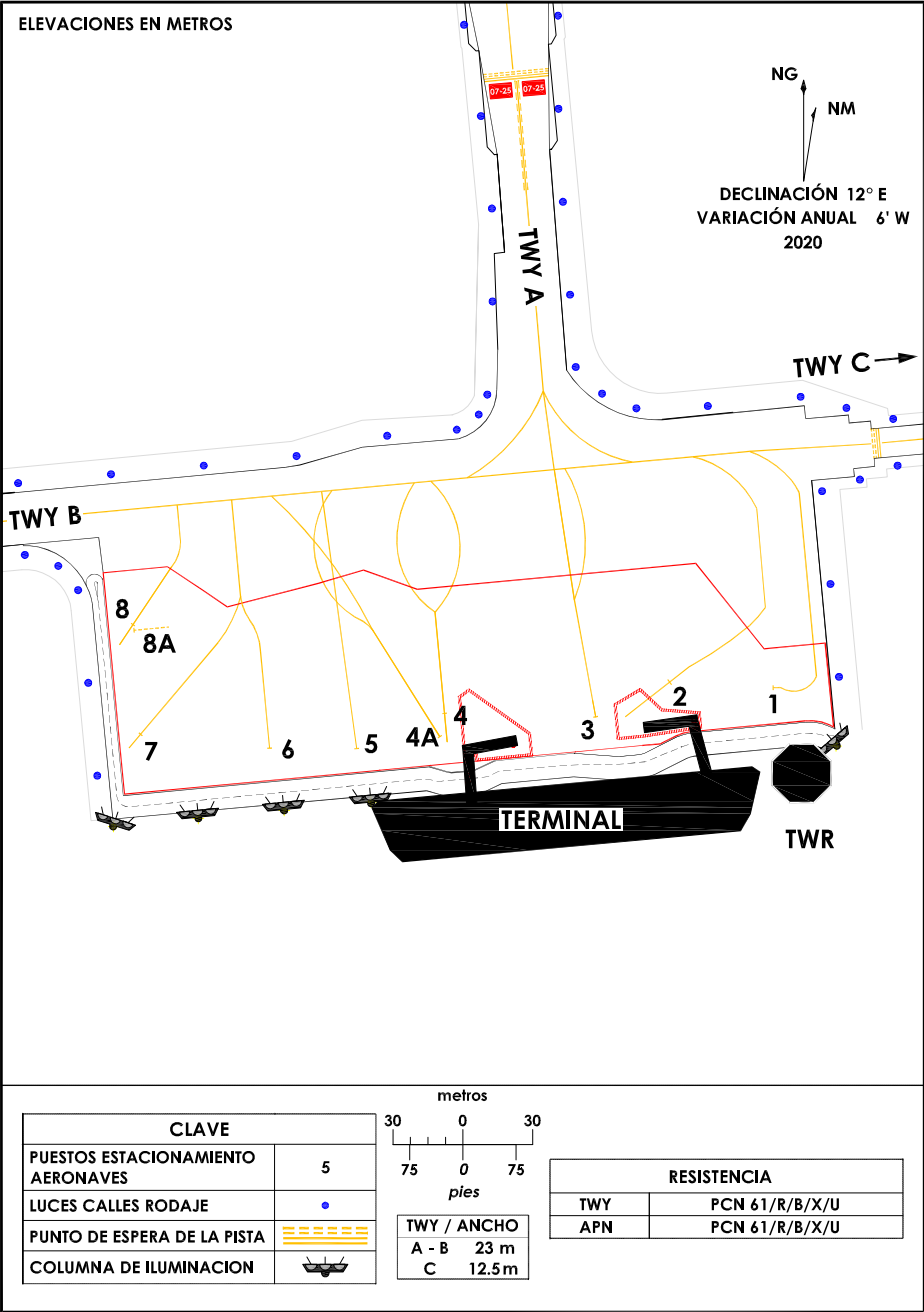 ELEVACIONES EN METROS
07-25 07-25
NG
NM
DECLINACIÓN 12° E
VARIACIÓN ANUAL 6' W
2020
TWY A
TWY C
TWY B
8
8A
7
6
5
4A
4
3
2
1
TERMINAL
TWR
CLAVE
PUESTOS ESTACIONAMIENTO
AERONAVES
5
LUCES CALLES RODAJE
PUNTO DE ESPERA DE LA PISTA
COLUMNA DE ILUMINACION
metros
30 0 30
75 0 75
pies
TWY / ANCHO
A - B 23 m
C 12.5m
RESISTENCIA
TWY PCN 61/R/B/X/U
APN PCN 61/R/B/X/U